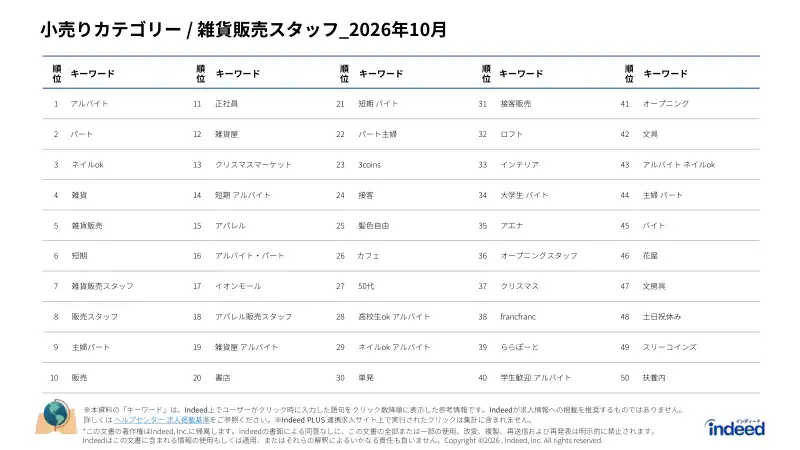 小売りカテゴリー / 雑貨販売スタッフ_2026年10月
順位 キーワード 順位 キーワード 順位 キーワード 順位 キーワード 順位 キーワード
1 アルバイト 11 正社員 21 短期 バイト 31 接客販売 41 オープニング
2 パート 12 雑貨屋 22 パート主婦 32 ロフト 42 文具
3 ネイルok 13 クリスマスマーケット 23 3coins 33 インテリア 43 アルバイト ネイルok
4 雑貨 14 短期 アルバイト 24 接客 34 大学生 バイト 44 主婦 パート
5 雑貨販売 15 アパレル 25 髪色自由 35 アエナ 45 バイト
6 短期 16 アルバイト・パート 26 カフェ 36 オープニングスタッフ 46 花屋
7 雑貨販売スタッフ 17 イオンモール 27 50代 37 クリスマス 47 文房具
8 販売スタッフ 18 アパレル販売スタッフ 28 高校生ok アルバイト 38 francfranc 48 土日祝休み
9 主婦パート 19 雑貨屋 アルバイト 29 ネイルok アルバイト 39 ららぽーと 49 スリーコインズ
10 販売 20 書店 30 単発 40 学生歓迎 アルバイト 50 扶養内
※本資料の「キーワード」は、Indeed上でユーザーがクリック時に入力した語句をクリック数降順に表示した参考情報です。Indeedが求人情報への掲載を推奨するものではありません。
詳しくは ヘルプセンター 求人掲載基準をご参照ください。※Indeed PLUS 連携求人サイト上で実行されたクリックは集計に含まれません。
*この文書の著作権はIndeed, Inc.に帰属します。Indeedの書面による同意なしに、この文書の全部または一部の使用、改変、複製、再送信および再発表は明示的に禁止されます。
Indeedはこの文書に含まれる情報の使用もしくは適用、またはそれらの解釈によるいかなる責任も負いません。Copyright ©2026 , Indeed, Inc. All rights reserved.
インディード
indeed